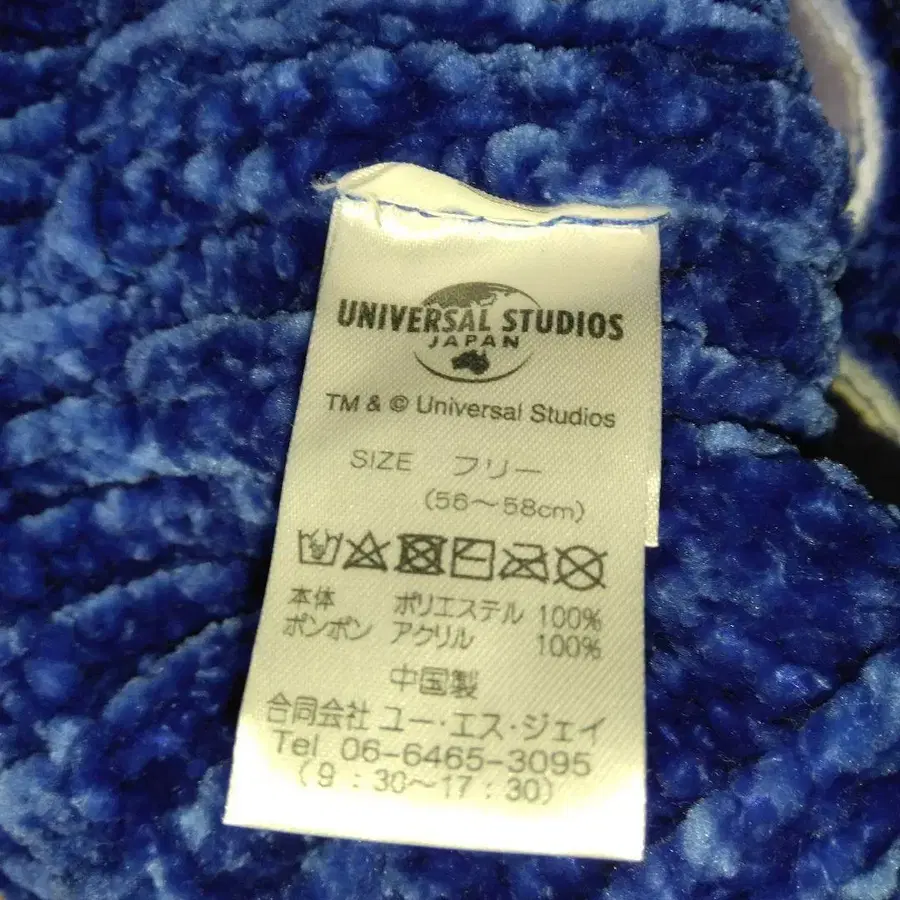 UNIVERSAL STUDIOS
JAPAN
TM & © Universal Studios
SIZE フリー
(56～58cm)
本体 ポリエステル 100%
ポンポン アクリル 100%
中国製
合同会社 ユー・エス・ジェイ
Tel 06-6465-3095
(9:30～17:30)